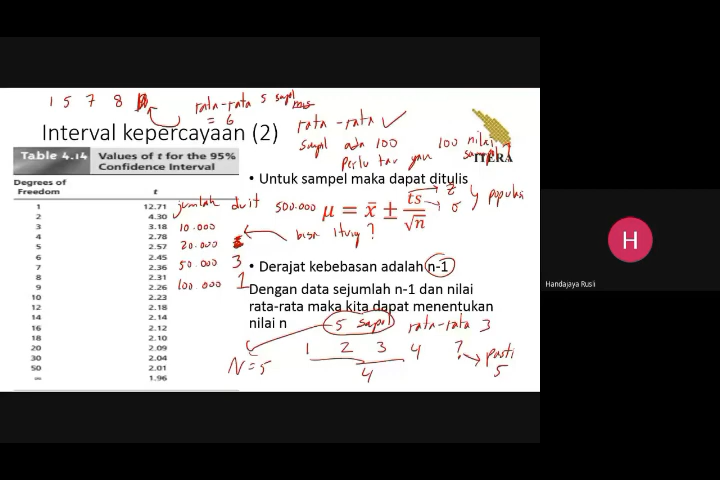 1 5 7 8
rata-rata 5 sapel
= 6
rata-rata ✓
Interval kepercayaan (2)
sapel ada 100 100 nilai
perlu tau
ITERA
Table 4.14 Values of t for the 95% Confidence Interval
Degrees of Freedom t
1 12.71
2 4.30
3 3.18
4 2.78
5 2.57
6 2.45
7 2.36
8 2.31
9 2.26
10 2.23
12 2.18
14 2.14
16 2.12
18 2.10
20 2.09
30 2.04
50 2.01
∞ 1.96
jumlah duit 500.000
10.000
20.000
50.000 3
100.000 1
bisa itung ?
• Untuk sampel maka dapat ditulis
μ = x̄ ± ts/√n
z
σ
populasi
• Derajat kebebasan adalah n-1
Dengan data sejumlah n-1 dan nilai
rata-rata maka kita dapat menentukan
nilai n
5 sapel rata-rata 3
N=5
1 2 3 4 ? → pasti
5
4
H
Handajaya Rusli